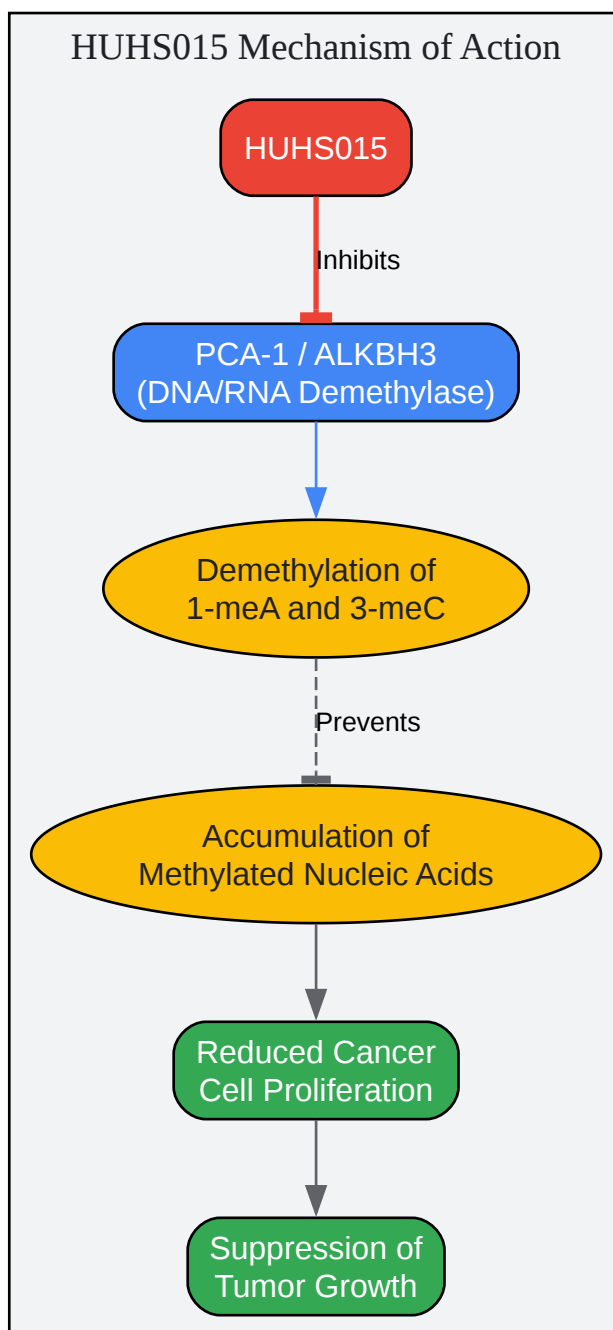 HUHS015 Mechanism of Action
HUHS015
Inhibits
PCA-1 / ALKBH3
(DNA/RNA Demethylase)
Demethylation of
1-meA and 3-meC
Prevents
Accumulation of
Methylated Nucleic Acids
Reduced Cancer
Cell Proliferation
Suppression of
Tumor Growth